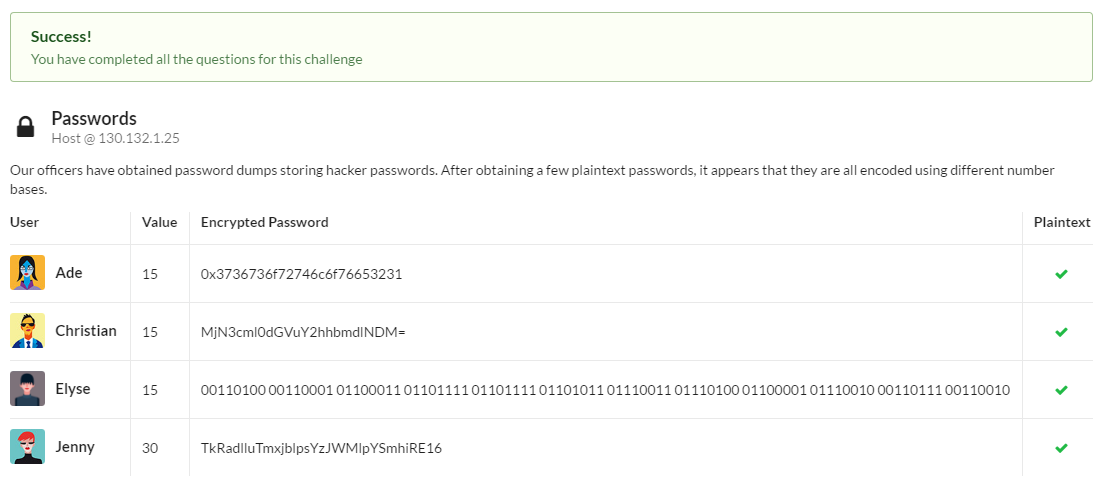 Success!
You have completed all the questions for this challenge
Passwords
Host @ 130.132.1.25
Our officers have obtained password dumps storing hacker passwords. After obtaining a few plaintext passwords, it appears that they are all encoded using different number
bases.
User Value Encrypted Password Plaintext
Ade 15 0x3736736f72746c6f76653231
Christian 15 MjN3cml0dGVuY2hhbmdlNDM=
Elyse 15 00110100 00110001 01100011 01101111 01101111 01101011 01110011 01110100 01100001 01110010 00110111 00110010
Jenny 30 TkRadlluTmxjblpsYzJWMlpYSmhiRE16